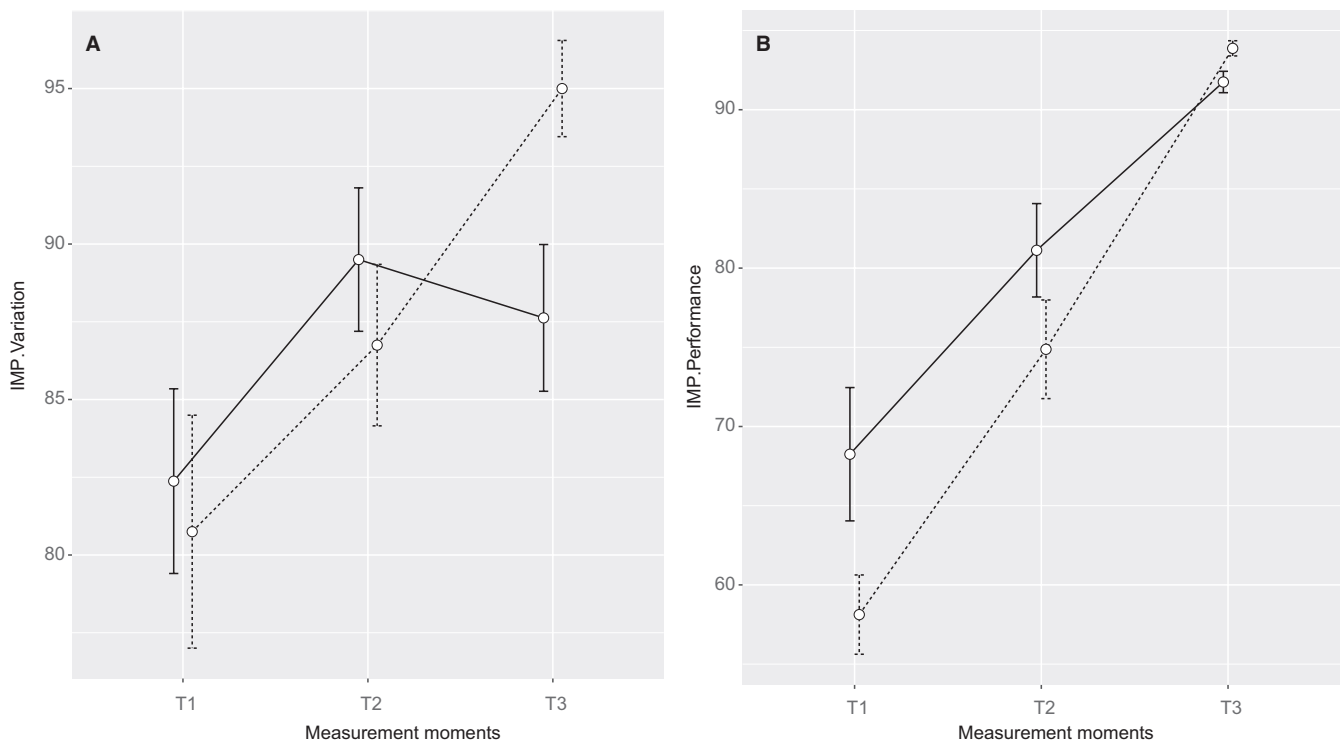 A
95
90
85
80
IMP.Variation
T1
T2
T3
Measurement moments
B
90
80
70
60
IMP.Performance
T1
T2
T3
Measurement moments